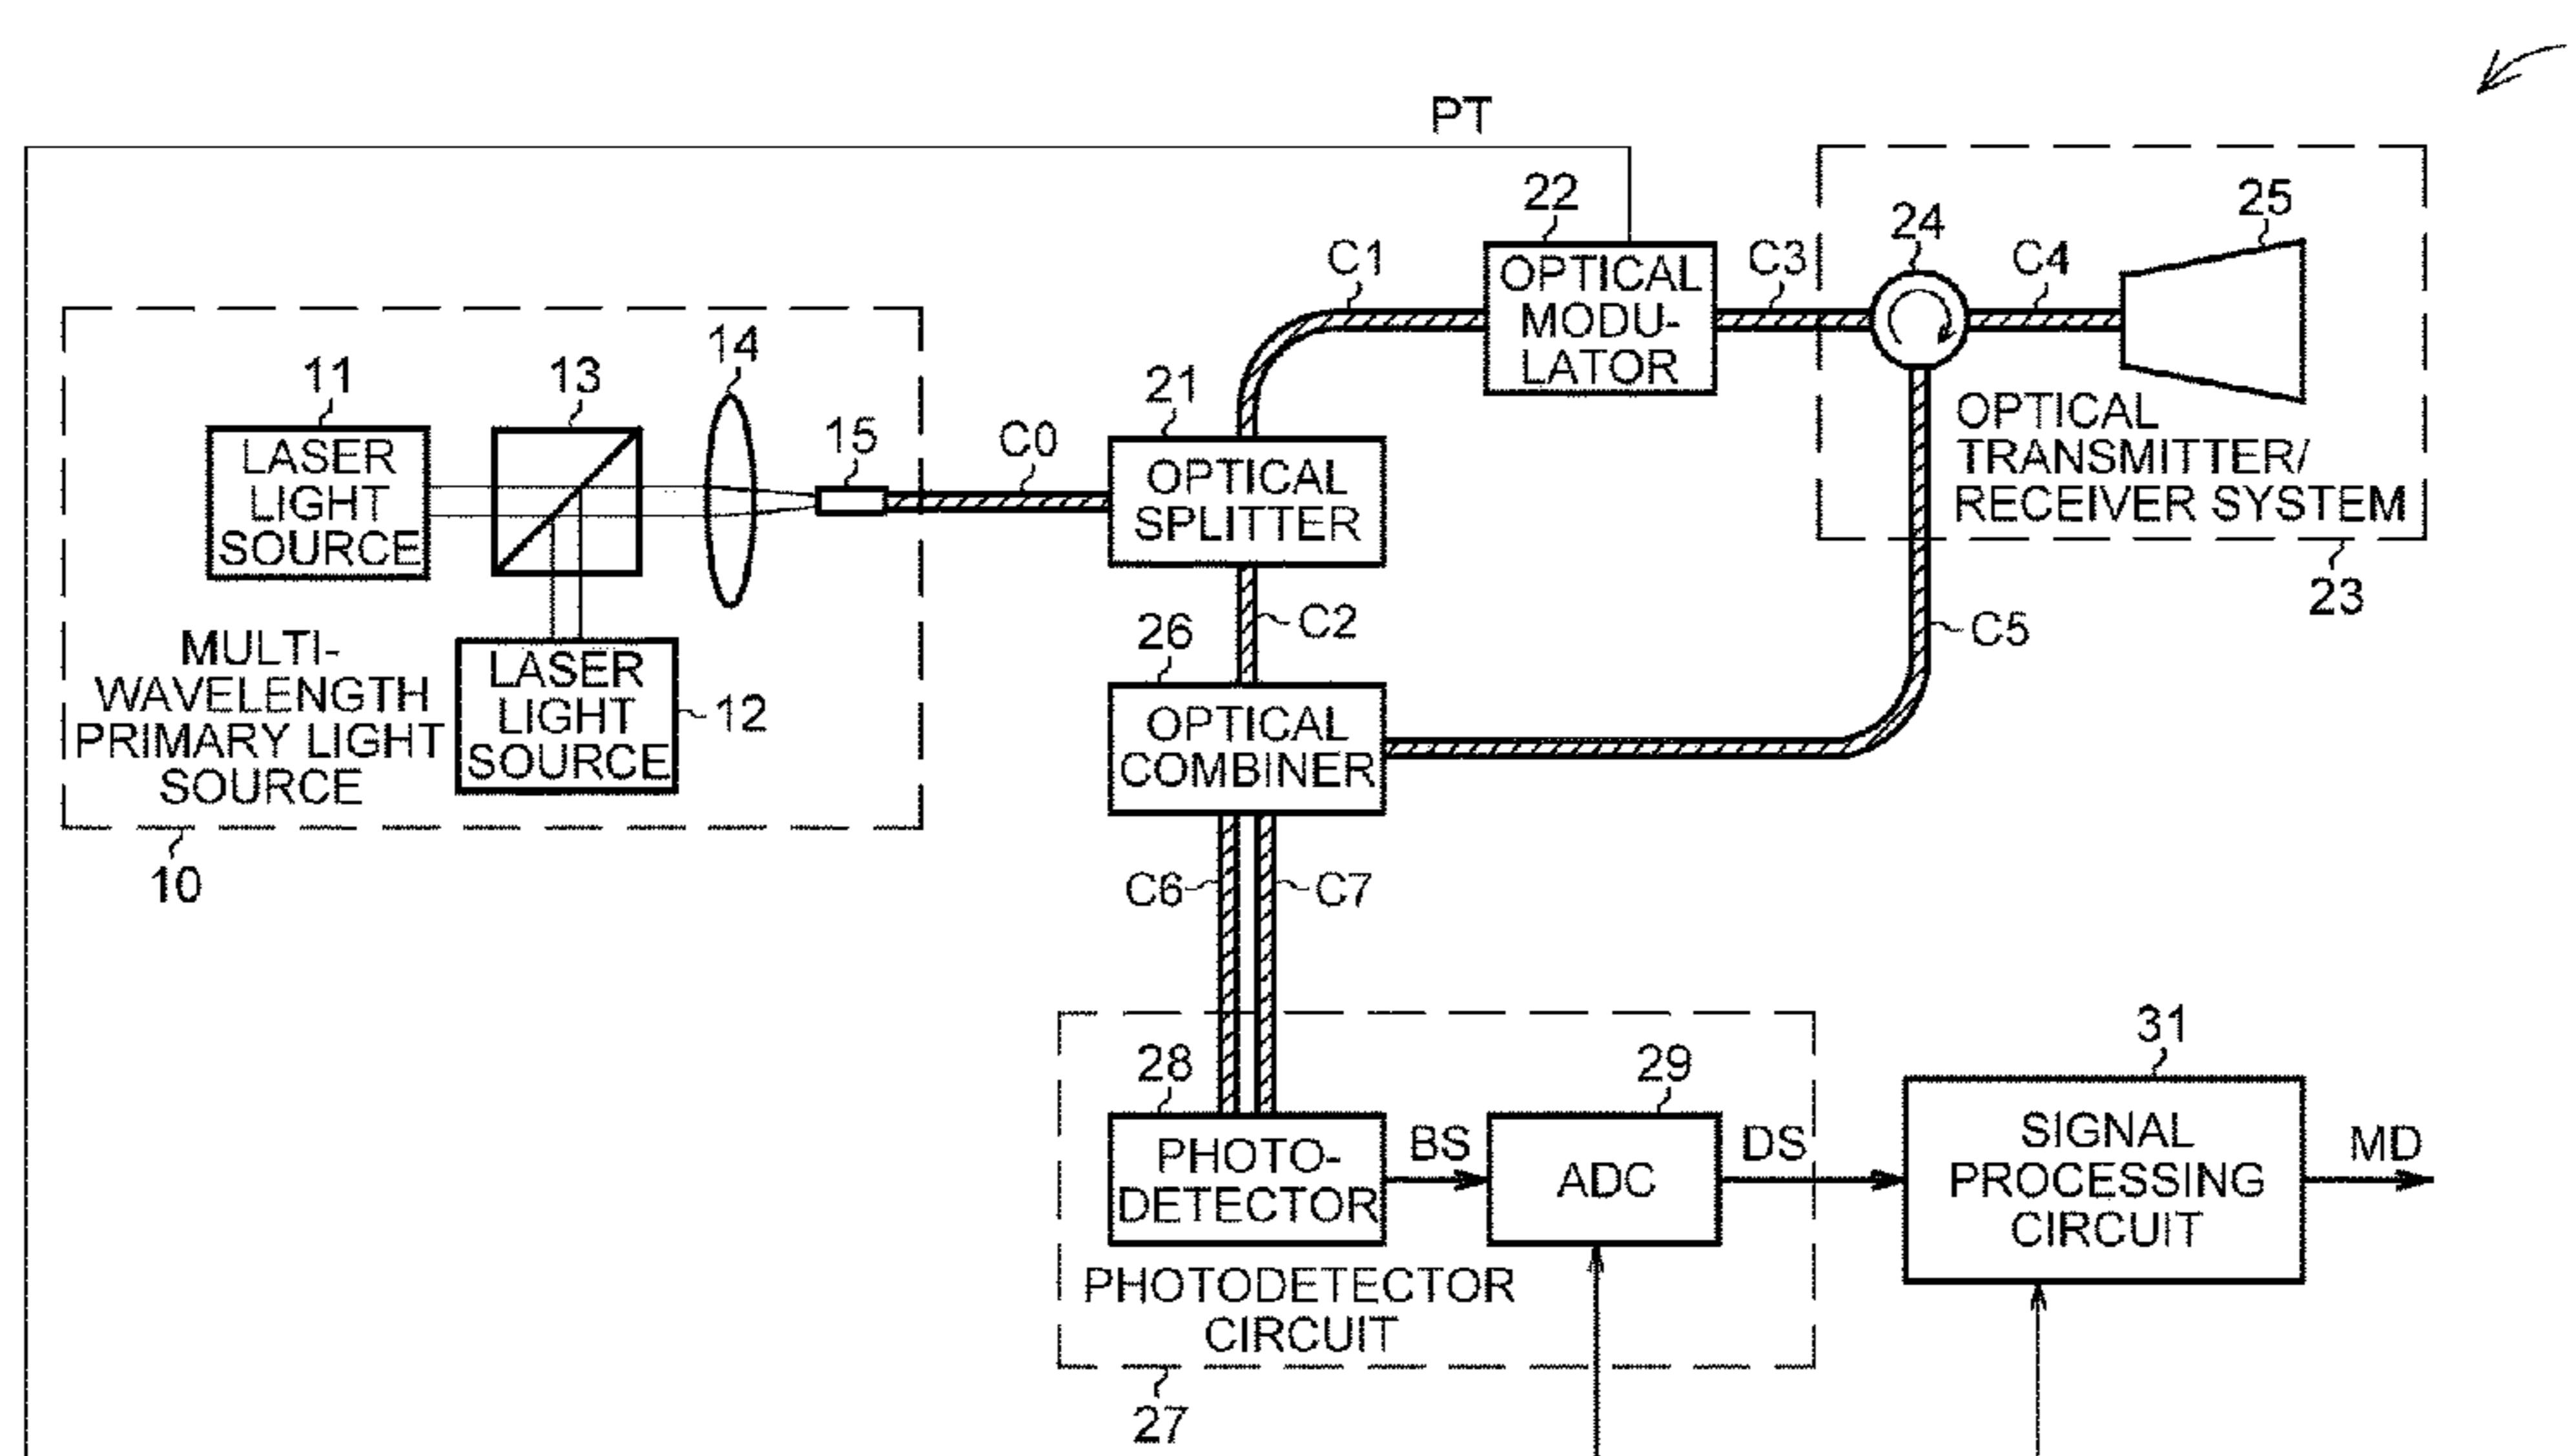 PT
22
25
24
C1
OPTICAL
MODU-
LATOR
C3
C4
14
11
13
21
15
C0
LASER
LIGHT
SOURCE
OPTICAL
SPLITTER
OPTICAL
TRANSMITTER/
RECEIVER SYSTEM
23
26
C2
C5
MULTI-
WAVELENGTH
PRIMARY LIGHT
SOURCE
LASER
LIGHT
SOURCE
12
OPTICAL
COMBINER
10
C6
C7
28
29
31
PHOTO-
DETECTOR
BS
ADC
DS
SIGNAL
PROCESSING
CIRCUIT
MD
PHOTODETECTOR
CIRCUIT
27